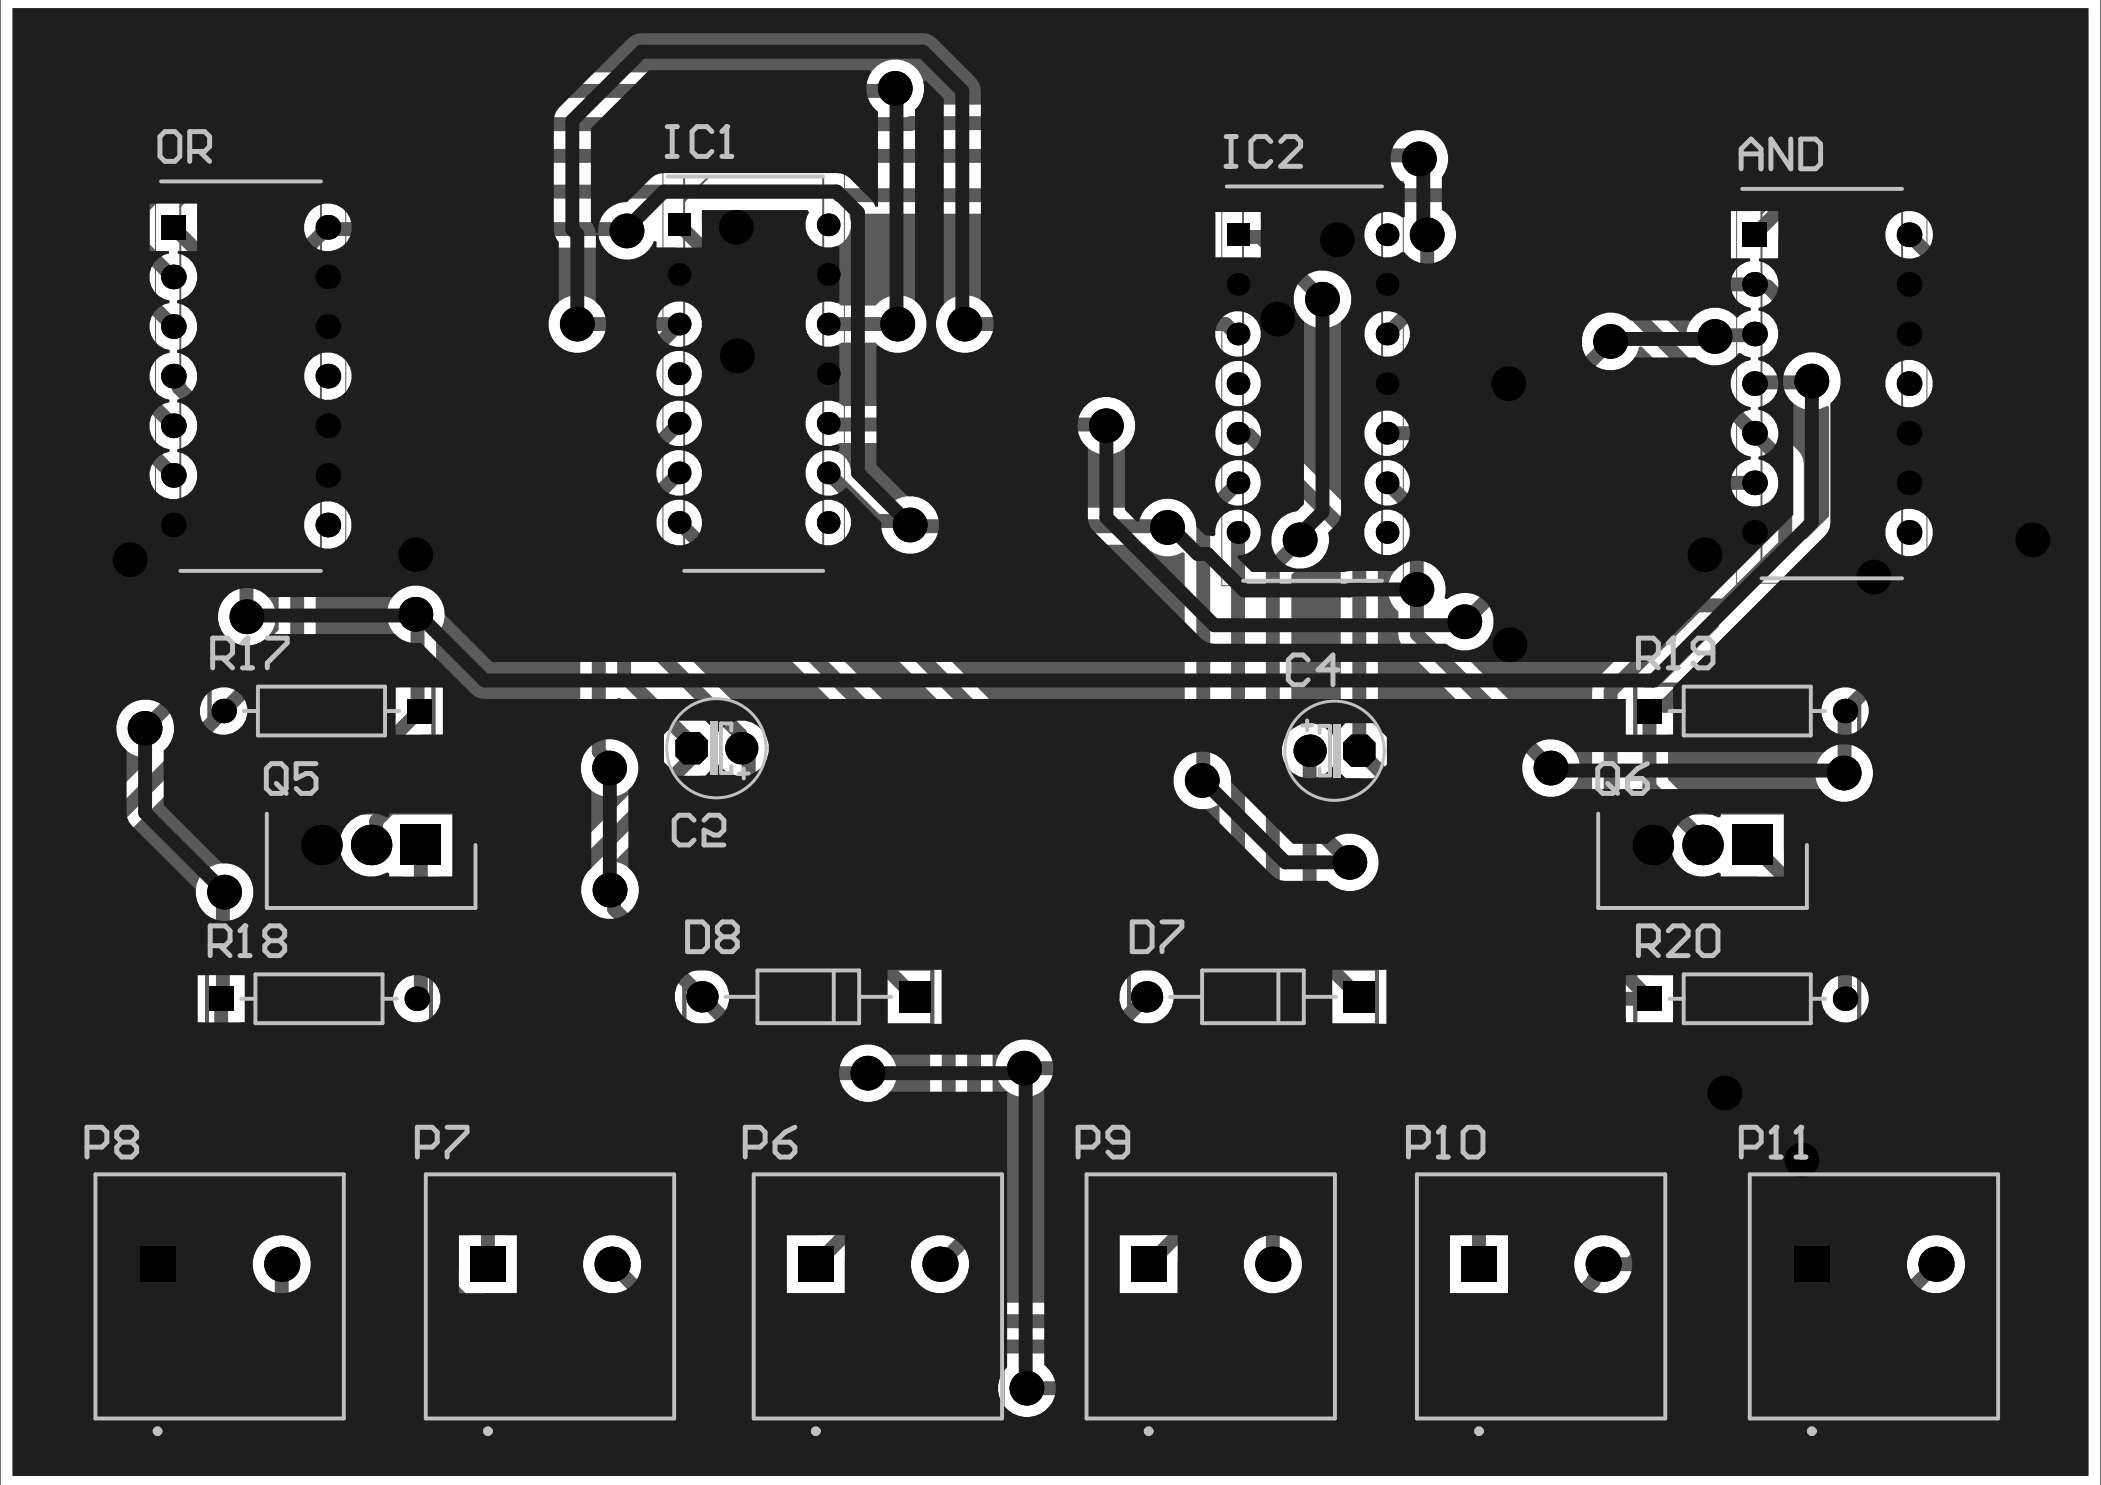 OR
IC1
IC2
AND
R17
C4
R19
Q5
Q6
C2
R18
D8
D7
R20
P8
P7
P6
P9
P10
P11